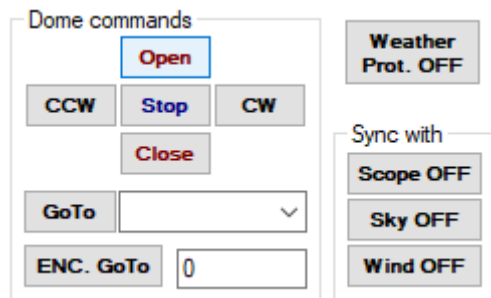 Dome commands
Open
CCW Stop CW
Close
GoTo
ENC. GoTo 0
Weather
Prot. OFF
Sync with
Scope OFF
Sky OFF
Wind OFF